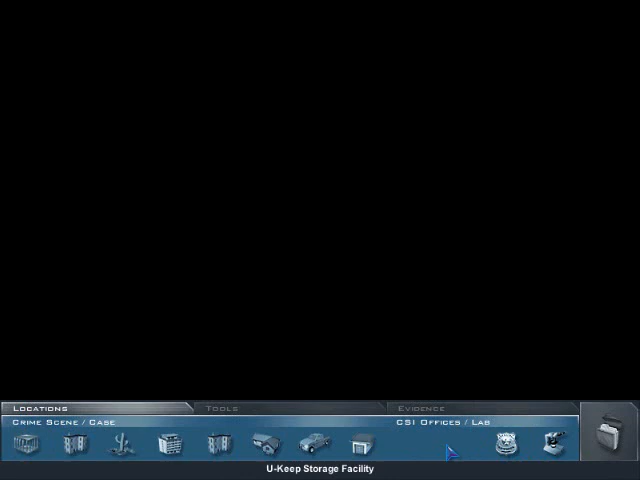 LOCATIONS TOOLS EVIDENCE
CRIME SCENE / CASE CSI OFFICES / LAB
U-Keep Storage Facility